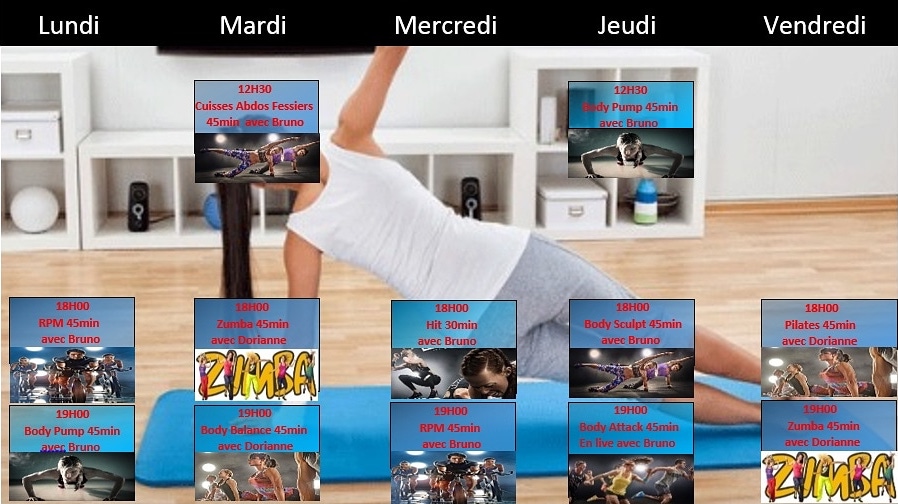 Lundi Mardi Mercredi Jeudi Vendredi
12H30
Cuisses Abdos Fessiers
45min avec Bruno
12H30
Body Pump 45min
avec Bruno
18H00
RPM 45min
avec Bruno
18H00
Zumba 45min
avec Dorianne
ZUMBA
18H00
Hit 30min
avec Bruno
18H00
Body Sculpt 45min
avec Bruno
18H00
Pilates 45min
avec Dorianne
19H00
Body Pump 45min
avec Bruno
19H00
Body Balance 45min
avec Dorianne
19H00
RPM 45min
avec Bruno
19H00
Body Attack 45min
En live avec Bruno
19H00
Zumba 45min
avec Dorianne
ZUMBA